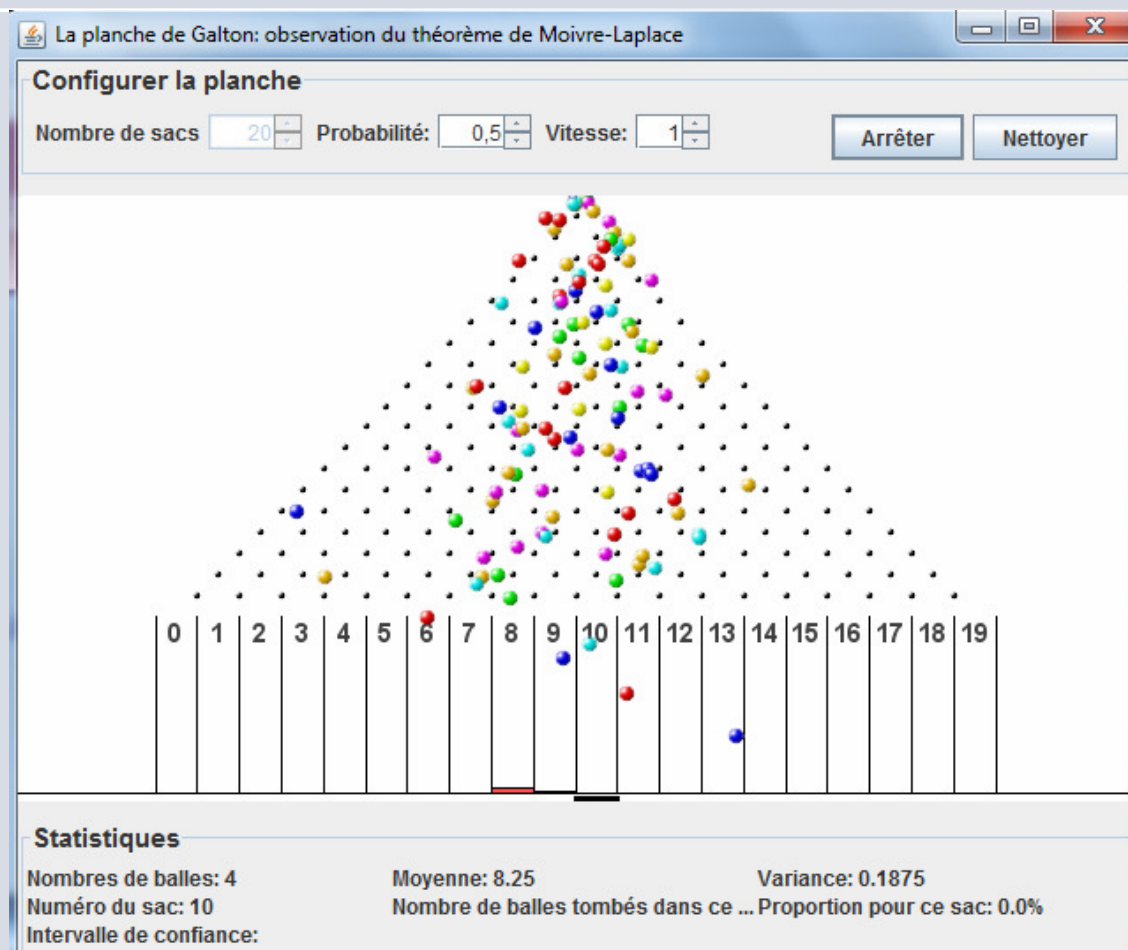 La planche de Galton: observation du théorème de Moivre-Laplace
Configurer la planche
Nombre de sacs 20 Probabilité: 0,5 Vitesse: 1 Arrêter Nettoyer
0 1 2 3 4 5 6 7 8 9 10 11 12 13 14 15 16 17 18 19
Statistiques
Nombres de balles: 4 Moyenne: 8.25 Variance: 0.1875
Numéro du sac: 10 Nombre de balles tombés dans ce ... Proportion pour ce sac: 0.0%
Intervalle de confiance: